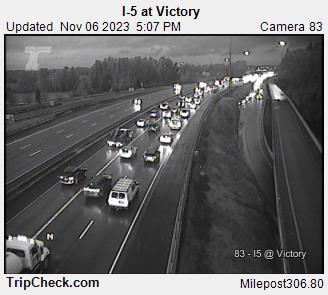 I-5 at Victory
Updated Nov 06 2023 5:07 PM Camera 83
T
N
83 - I5 @ Victory
TripCheck.com Milepost306.80